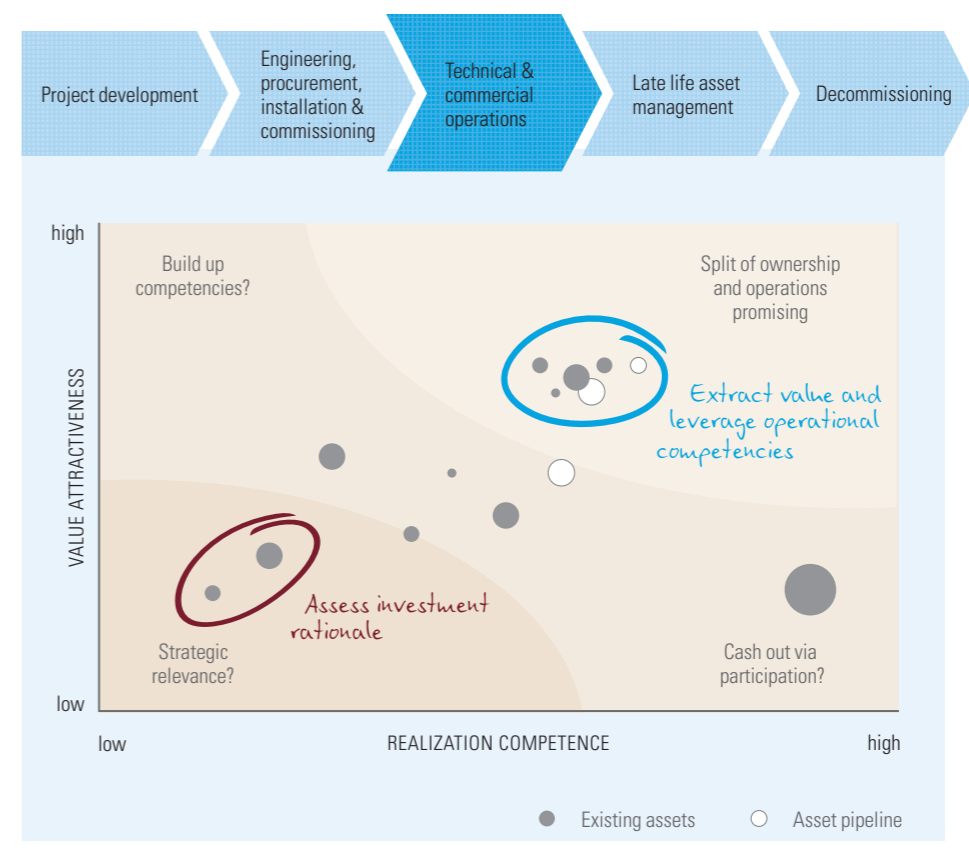 Project development
Engineering,
procurement,
installation &
commissioning
Technical &
commercial
operations
Late life asset
management
Decommissioning
high
Build up
competencies?
Split of ownership
and operations
promising
Extract value and
leverage operational
competencies
VALUE ATTRACTIVENESS
Assess investment
rationale
Strategic
relevance?
Cash out via
participation?
low
low
REALIZATION COMPETENCE
high
Existing assets
Asset pipeline